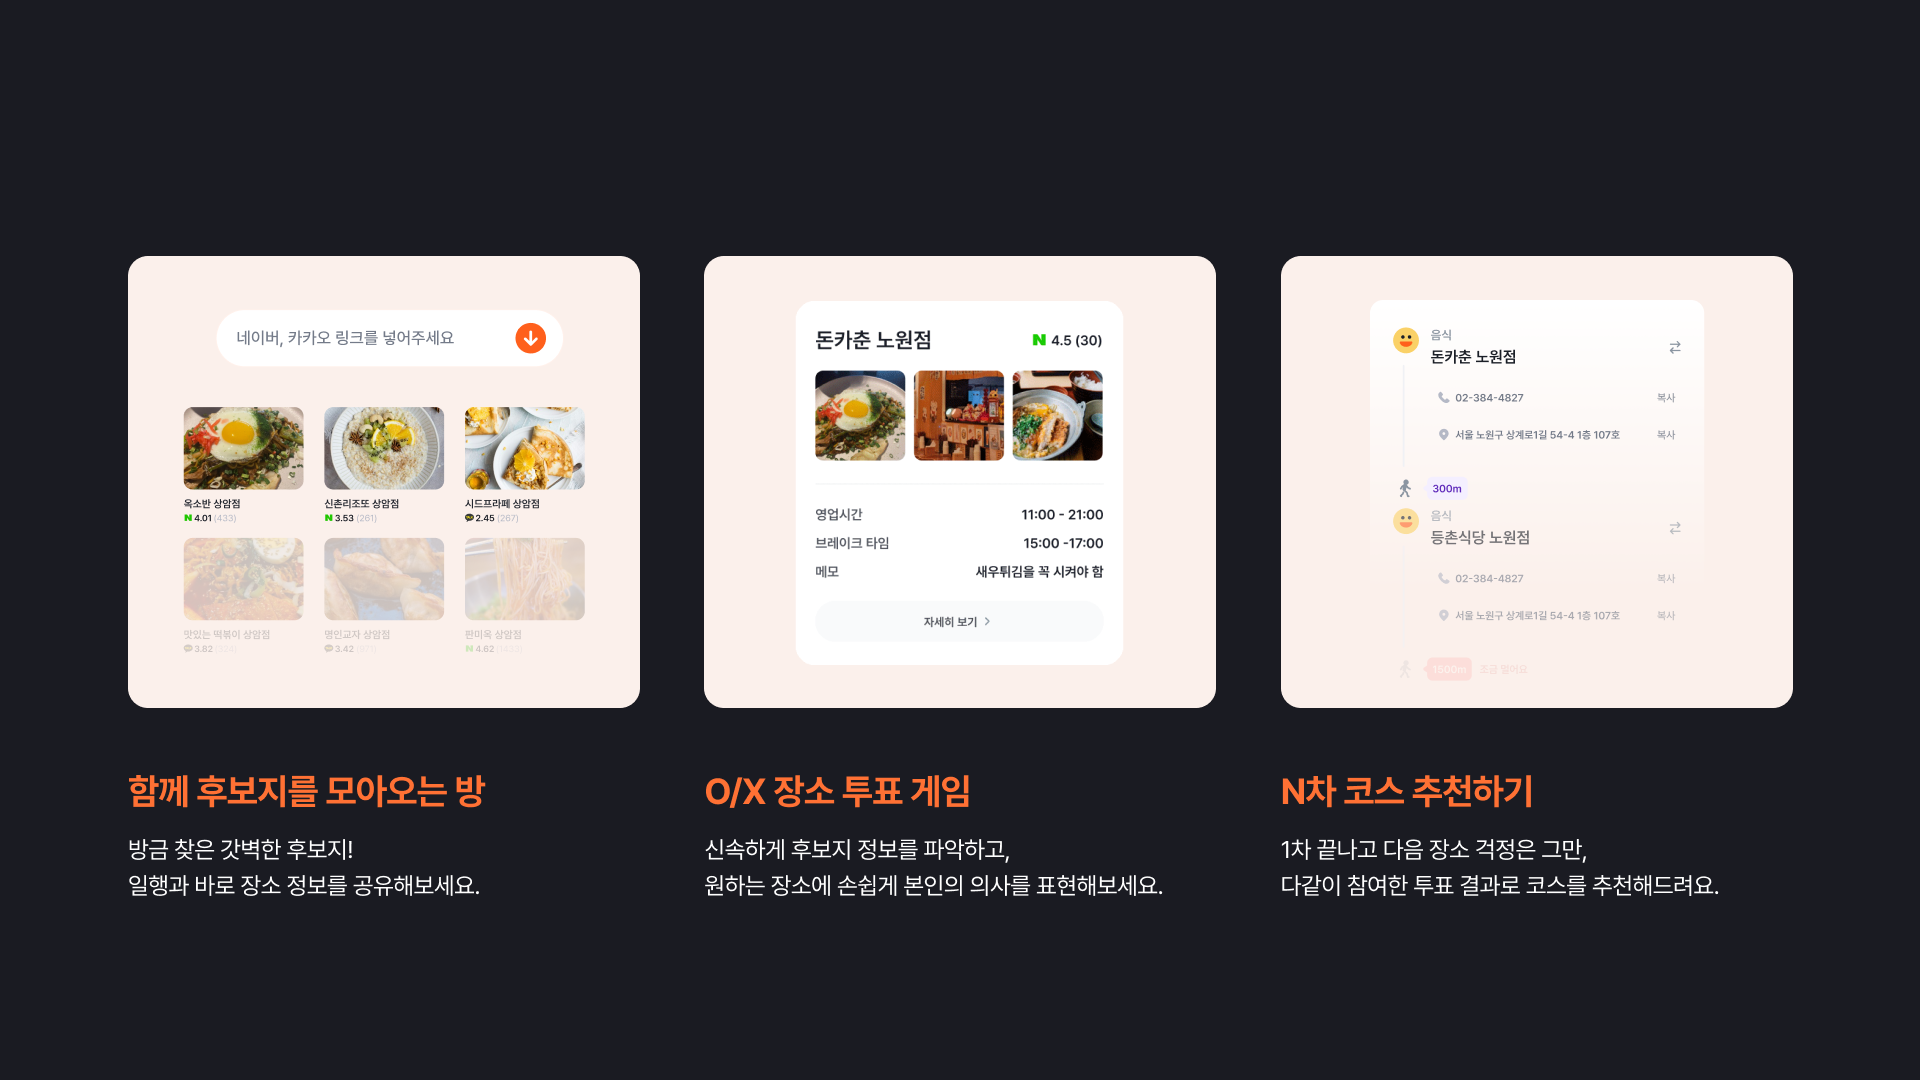 네이버, 카카오 링크를 넣어주세요
옥소반 상암점
N 4.01 (433)
신촌리조또 상암점
N 3.53 (261)
시드프라페 상암점
2.45 (267)
맛있는 떡볶이 상암점
3.82
명인교자 상암점
3.42
판미옥 상암점
N 4.62
함께 후보지를 모아오는 방
방금 찾은 갓벽한 후보지!
일행과 바로 장소 정보를 공유해보세요.
돈카춘 노원점
N 4.5 (30)
영업시간 11:00 - 21:00
브레이크 타임 15:00 -17:00
메모 새우튀김을 꼭 시켜야 함
자세히 보기
O/X 장소 투표 게임
신속하게 후보지 정보를 파악하고,
원하는 장소에 손쉽게 본인의 의사를 표현해보세요.
음식
돈카춘 노원점
02-384-4827 복사
서울 노원구 상계로1길 54-4 1층 107호 복사
300m
음식
등촌식당 노원점
02-384-4827 복사
서울 노원구 상계로1길 54-4 1층 107호 복사
1500m 조금 멀어요
N차 코스 추천하기
1차 끝나고 다음 장소 걱정은 그만,
다같이 참여한 투표 결과로 코스를 추천해드려요.